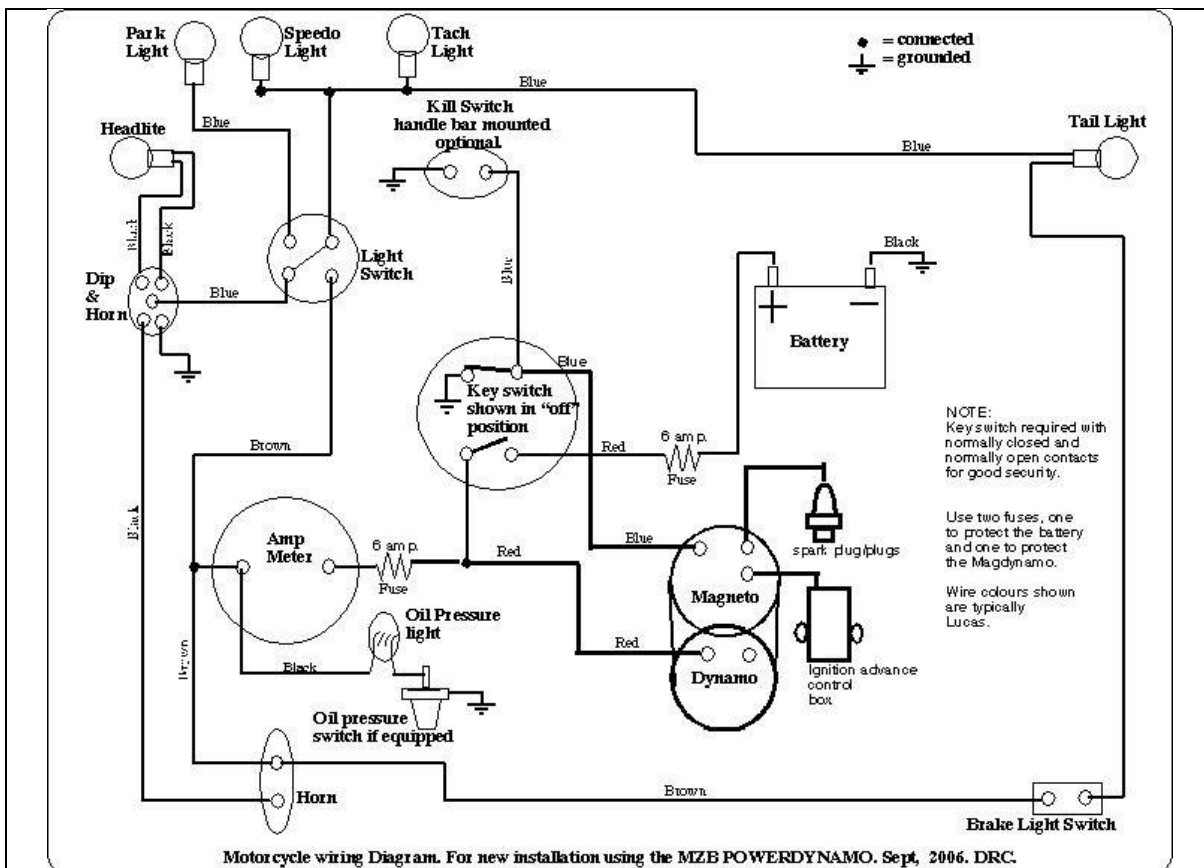 Park
Light
Speedo
Light
Tach
Light
= connected
= grounded
Blue
Kill Switch
handle bar mounted
optional.
Headlite
Blue
Tail Light
Blue
Black
Black
Light
Switch
Blue
Black
Dip
&
Horn
Blue
+
−
Battery
Blue
Key switch
shown in "off"
position
NOTE:
Key switch required with
normally closed and
normally open contacts
for good security.
Use two fuses, one
to protect the battery
and one to protect
the Magdynamo.
Wire colours shown
are typically
Lucas.
Brown
Red
6 amp.
Fuse
Black
Amp
Meter
6 amp.
Fuse
Red
Blue
spark plug/plugs
Magneto
Oil Pressure
light
Red
Dynamo
Ignition advance
control
box
Brown
Black
Oil pressure
switch if equipped
Horn
Brown
Brake Light Switch
Motorcycle wiring Diagram. For new installation using the MZB POWERDYNAMO. Sept, 2006. DRC.